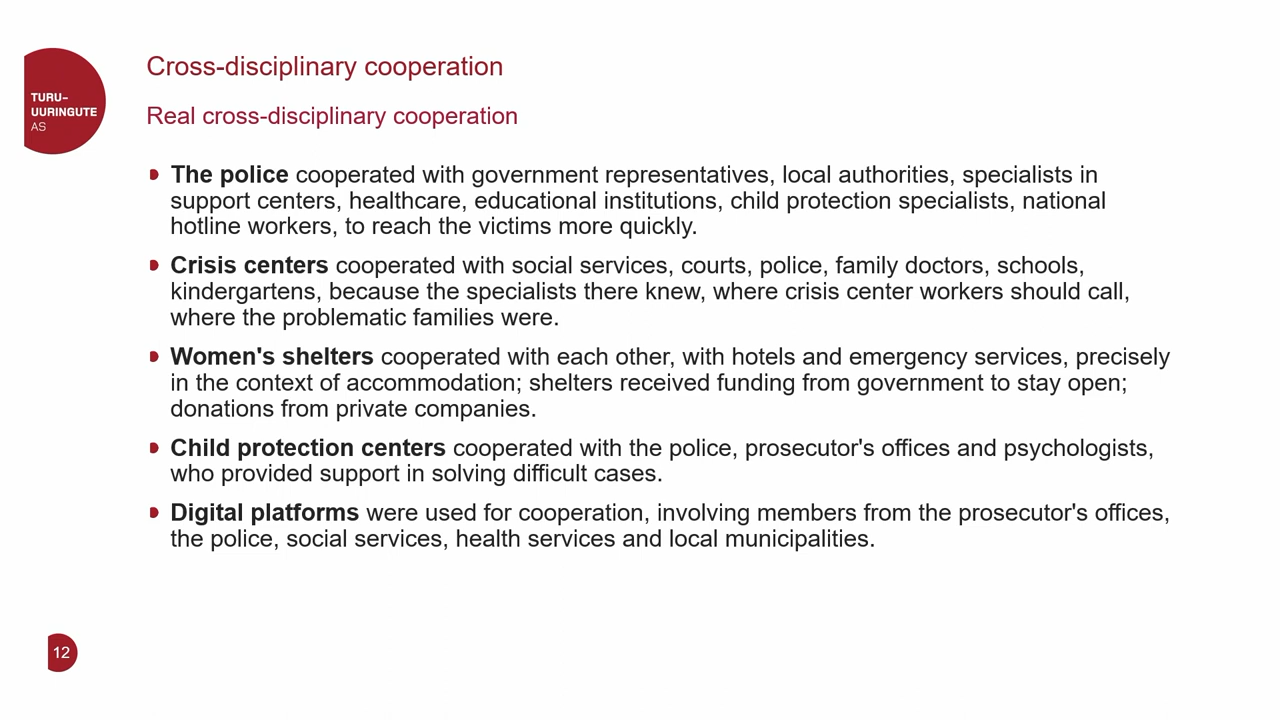 TURU-
UURINGUTE
AS
Cross-disciplinary cooperation
Real cross-disciplinary cooperation
The police cooperated with government representatives, local authorities, specialists in
support centers, healthcare, educational institutions, child protection specialists, national
hotline workers, to reach the victims more quickly.
Crisis centers cooperated with social services, courts, police, family doctors, schools,
kindergartens, because the specialists there knew, where crisis center workers should call,
where the problematic families were.
Women's shelters cooperated with each other, with hotels and emergency services, precisely
in the context of accommodation; shelters received funding from government to stay open;
donations from private companies.
Child protection centers cooperated with the police, prosecutor's offices and psychologists,
who provided support in solving difficult cases.
Digital platforms were used for cooperation, involving members from the prosecutor's offices,
the police, social services, health services and local municipalities.
12